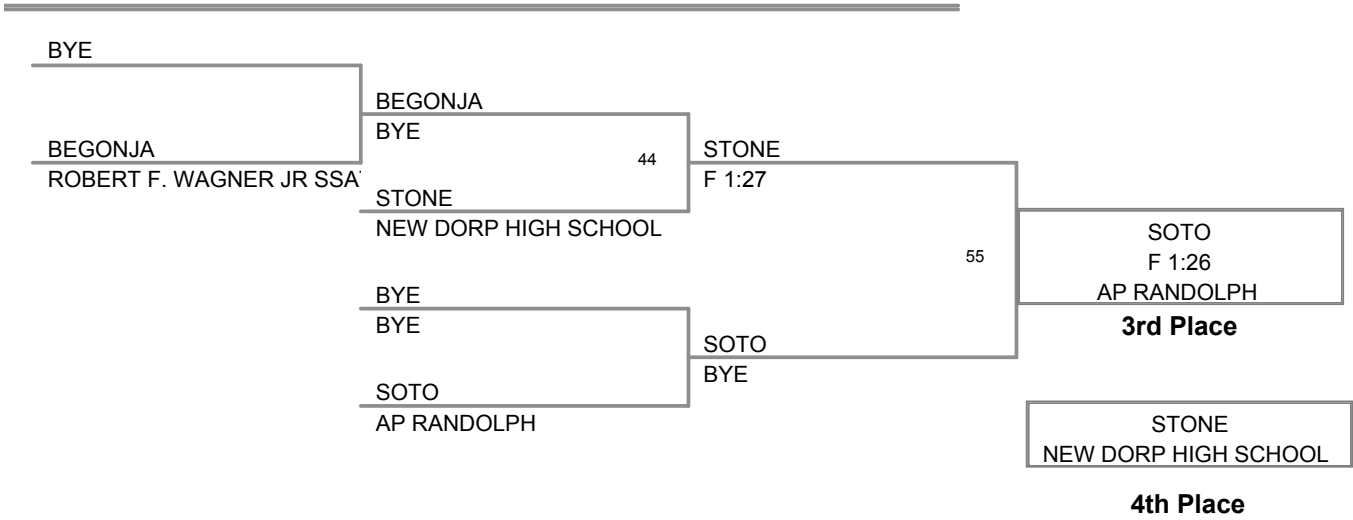 BYE
BEGONJA
ROBERT F. WAGNER JR SSA
BEGONJA
BYE
44
STONE
NEW DORP HIGH SCHOOL
BYE
BYE
SOTO
AP RANDOLPH
STONE
F 1:27
55
SOTO
BYE
SOTO
F 1:26
AP RANDOLPH
3rd Place
STONE
NEW DORP HIGH SCHOOL
4th Place